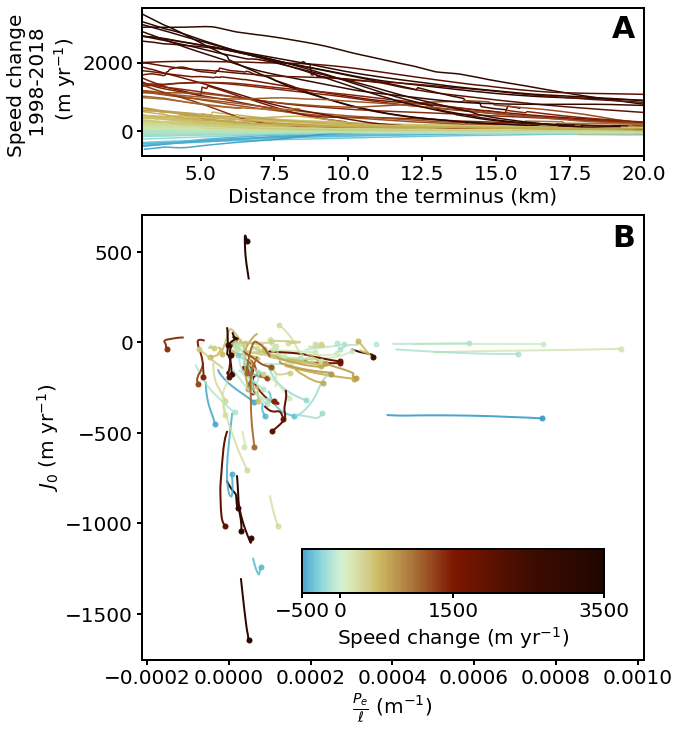 A
Speed change
1998-2018
(m yr⁻¹)
2000
0
5.0 7.5 10.0 12.5 15.0 17.5 20.0
Distance from the terminus (km)
B
500
0
−500
−1000
−1500
J₀ (m yr⁻¹)
−500 0 1500 3500
Speed change (m yr⁻¹)
−0.0002 0.0000 0.0002 0.0004 0.0006 0.0008 0.0010
Pₑ/ℓ (m⁻¹)